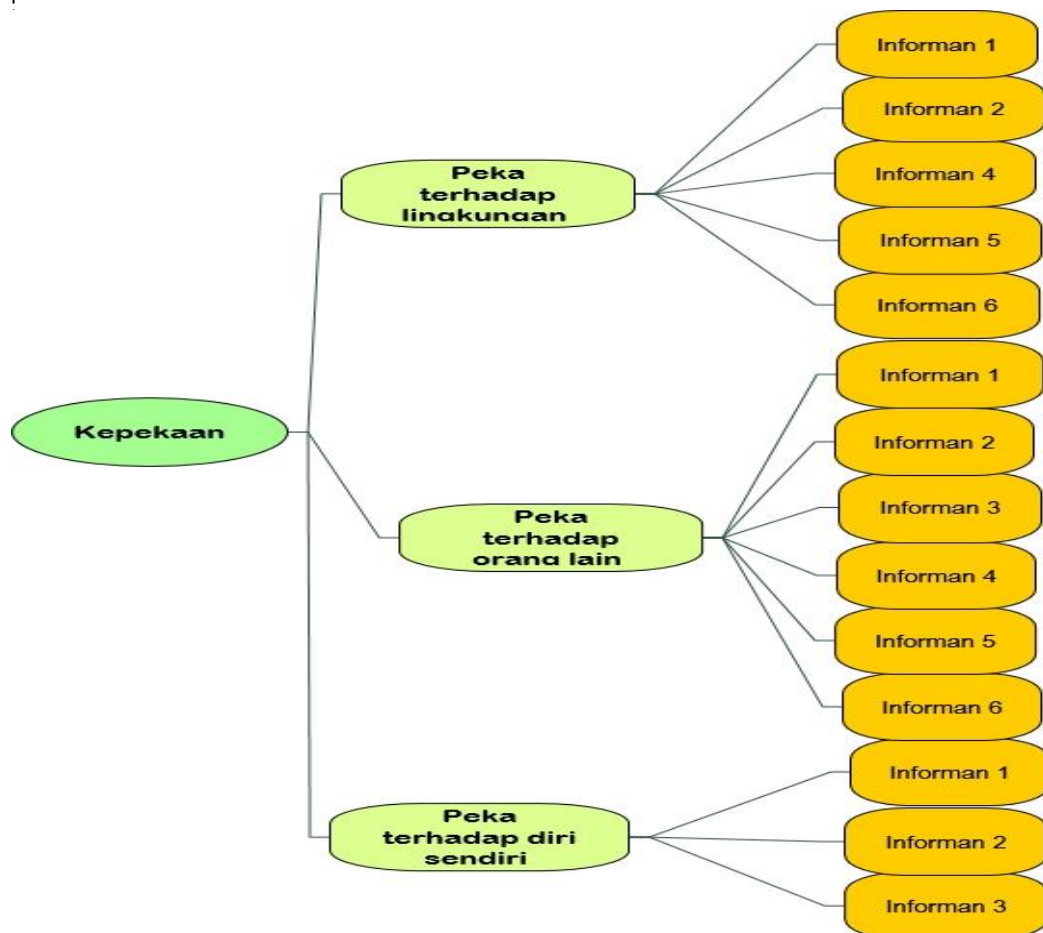 Informan 1
Informan 2
Peka
terhadap
lingkungan
Informan 4
Informan 5
Informan 6
Informan 1
Kepekaan
Informan 2
Informan 3
Peka
terhadap
orang lain
Informan 4
Informan 5
Informan 6
Informan 1
Peka
terhadap diri
sendiri
Informan 2
Informan 3